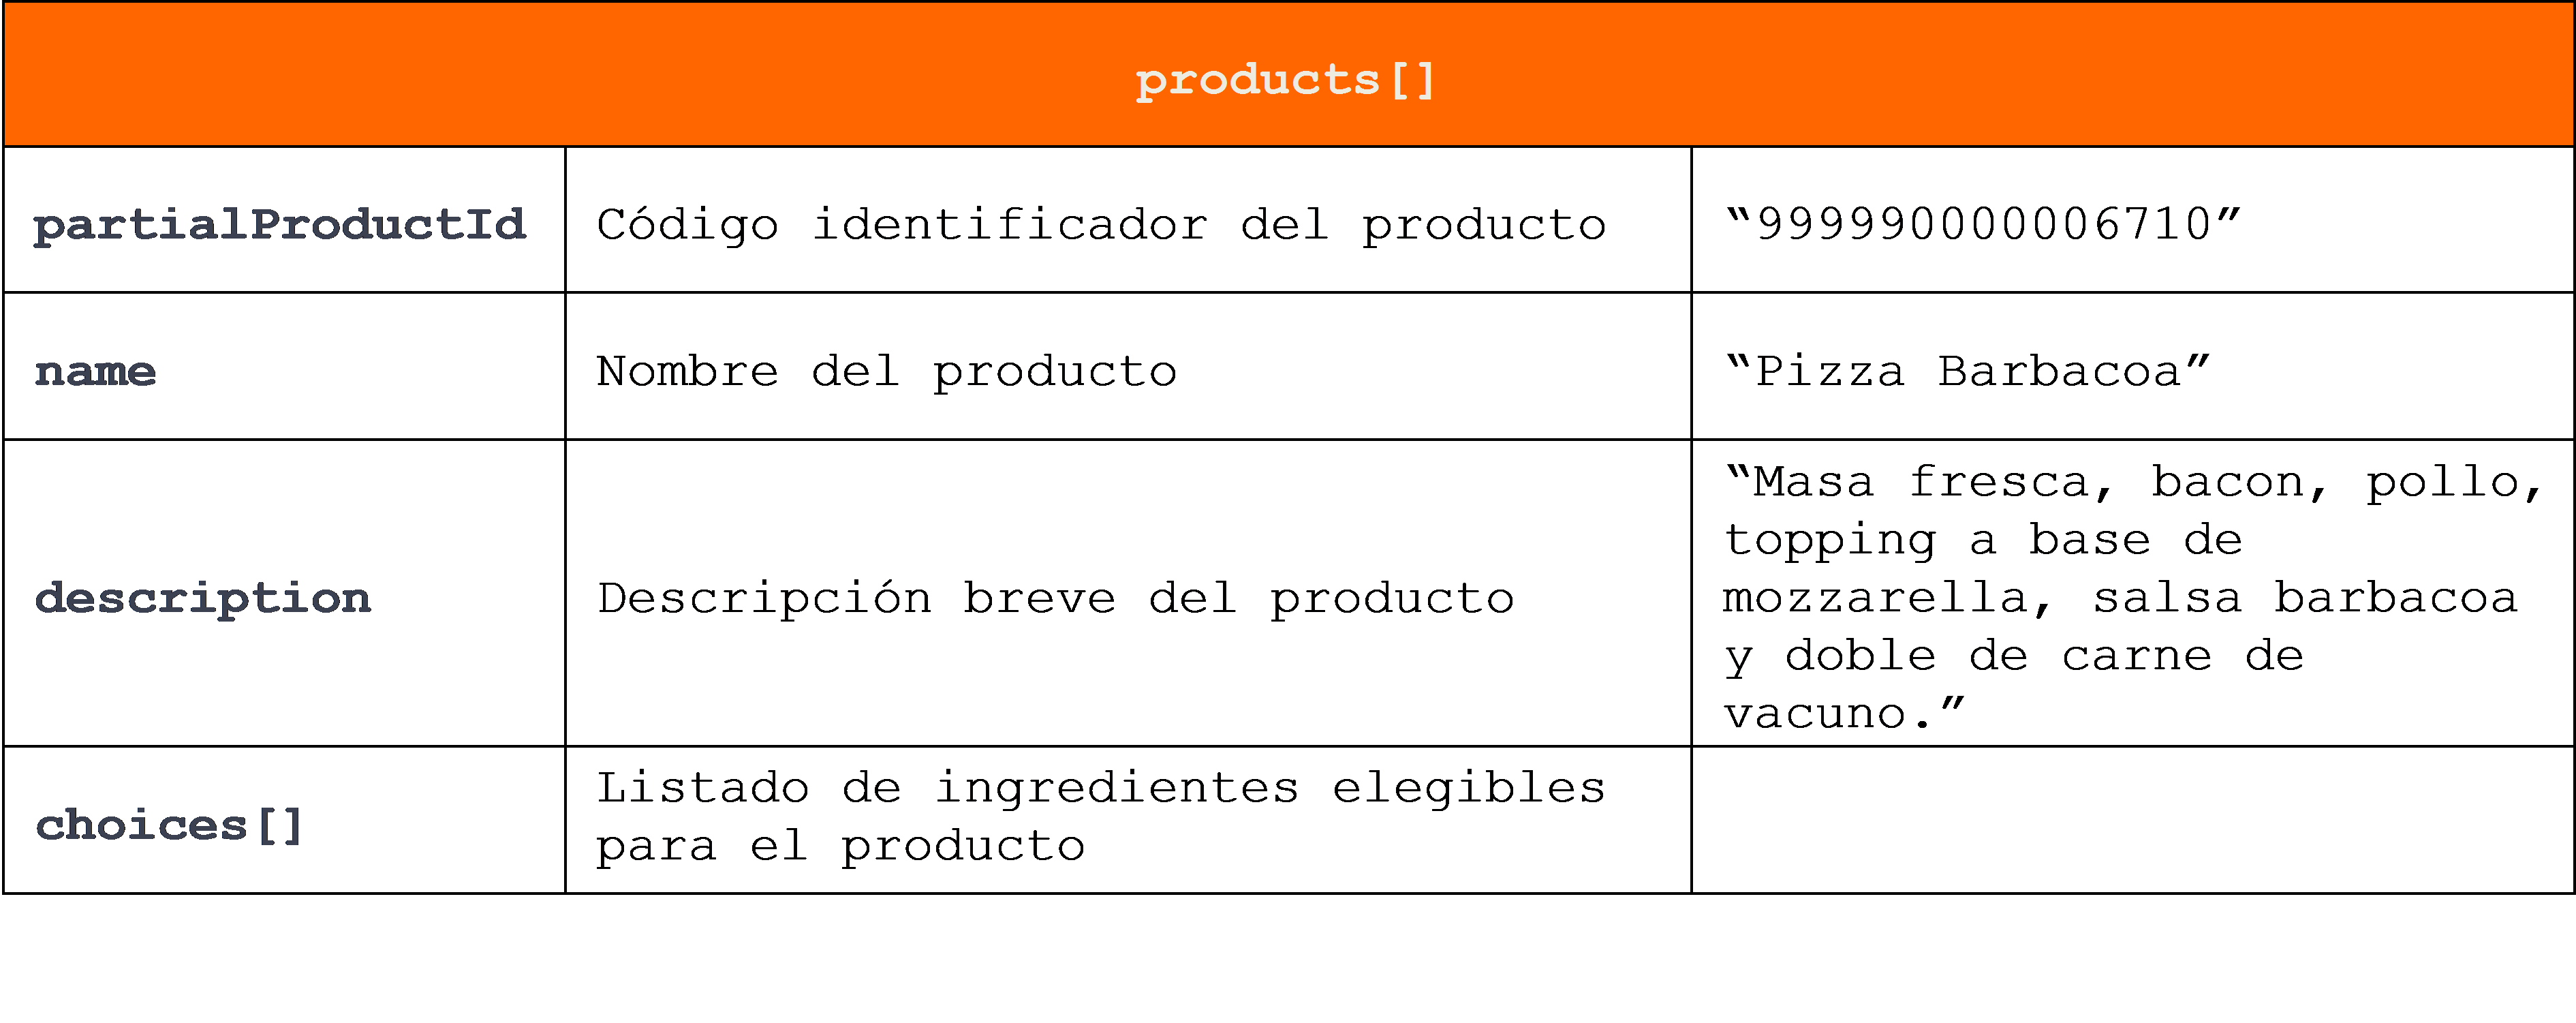 products[]
partialProductId
Código identificador del producto
“999990000006710”
name
Nombre del producto
“Pizza Barbacoa”
description
Descripción breve del producto
“Masa fresca, bacon, pollo,
topping a base de
mozzarella, salsa barbacoa
y doble de carne de
vacuno.”
choices[]
Listado de ingredientes elegibles
para el producto